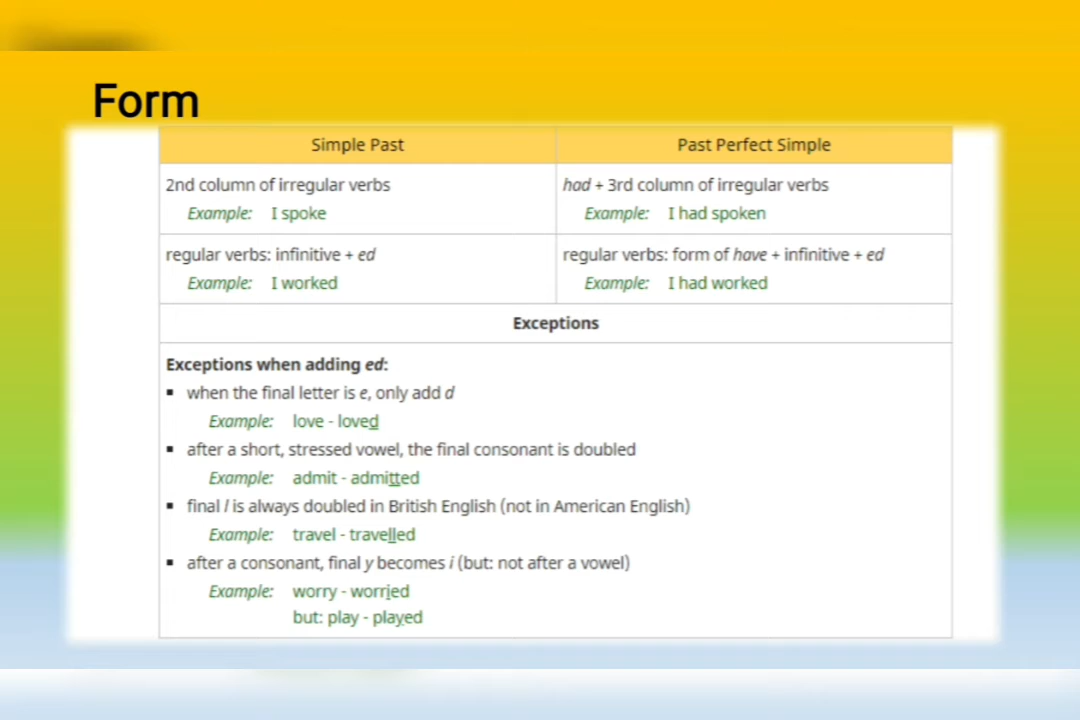 Form
Simple Past
Past Perfect Simple
2nd column of irregular verbs
Example: I spoke
had + 3rd column of irregular verbs
Example: I had spoken
regular verbs: infinitive + ed
Example: I worked
regular verbs: form of have + infinitive + ed
Example: I had worked
Exceptions
Exceptions when adding ed:
▪ when the final letter is e, only add d
Example: love - loved
▪ after a short, stressed vowel, the final consonant is doubled
Example: admit - admitted
▪ final l is always doubled in British English (not in American English)
Example: travel - travelled
▪ after a consonant, final y becomes i (but: not after a vowel)
Example: worry - worried
but: play - played